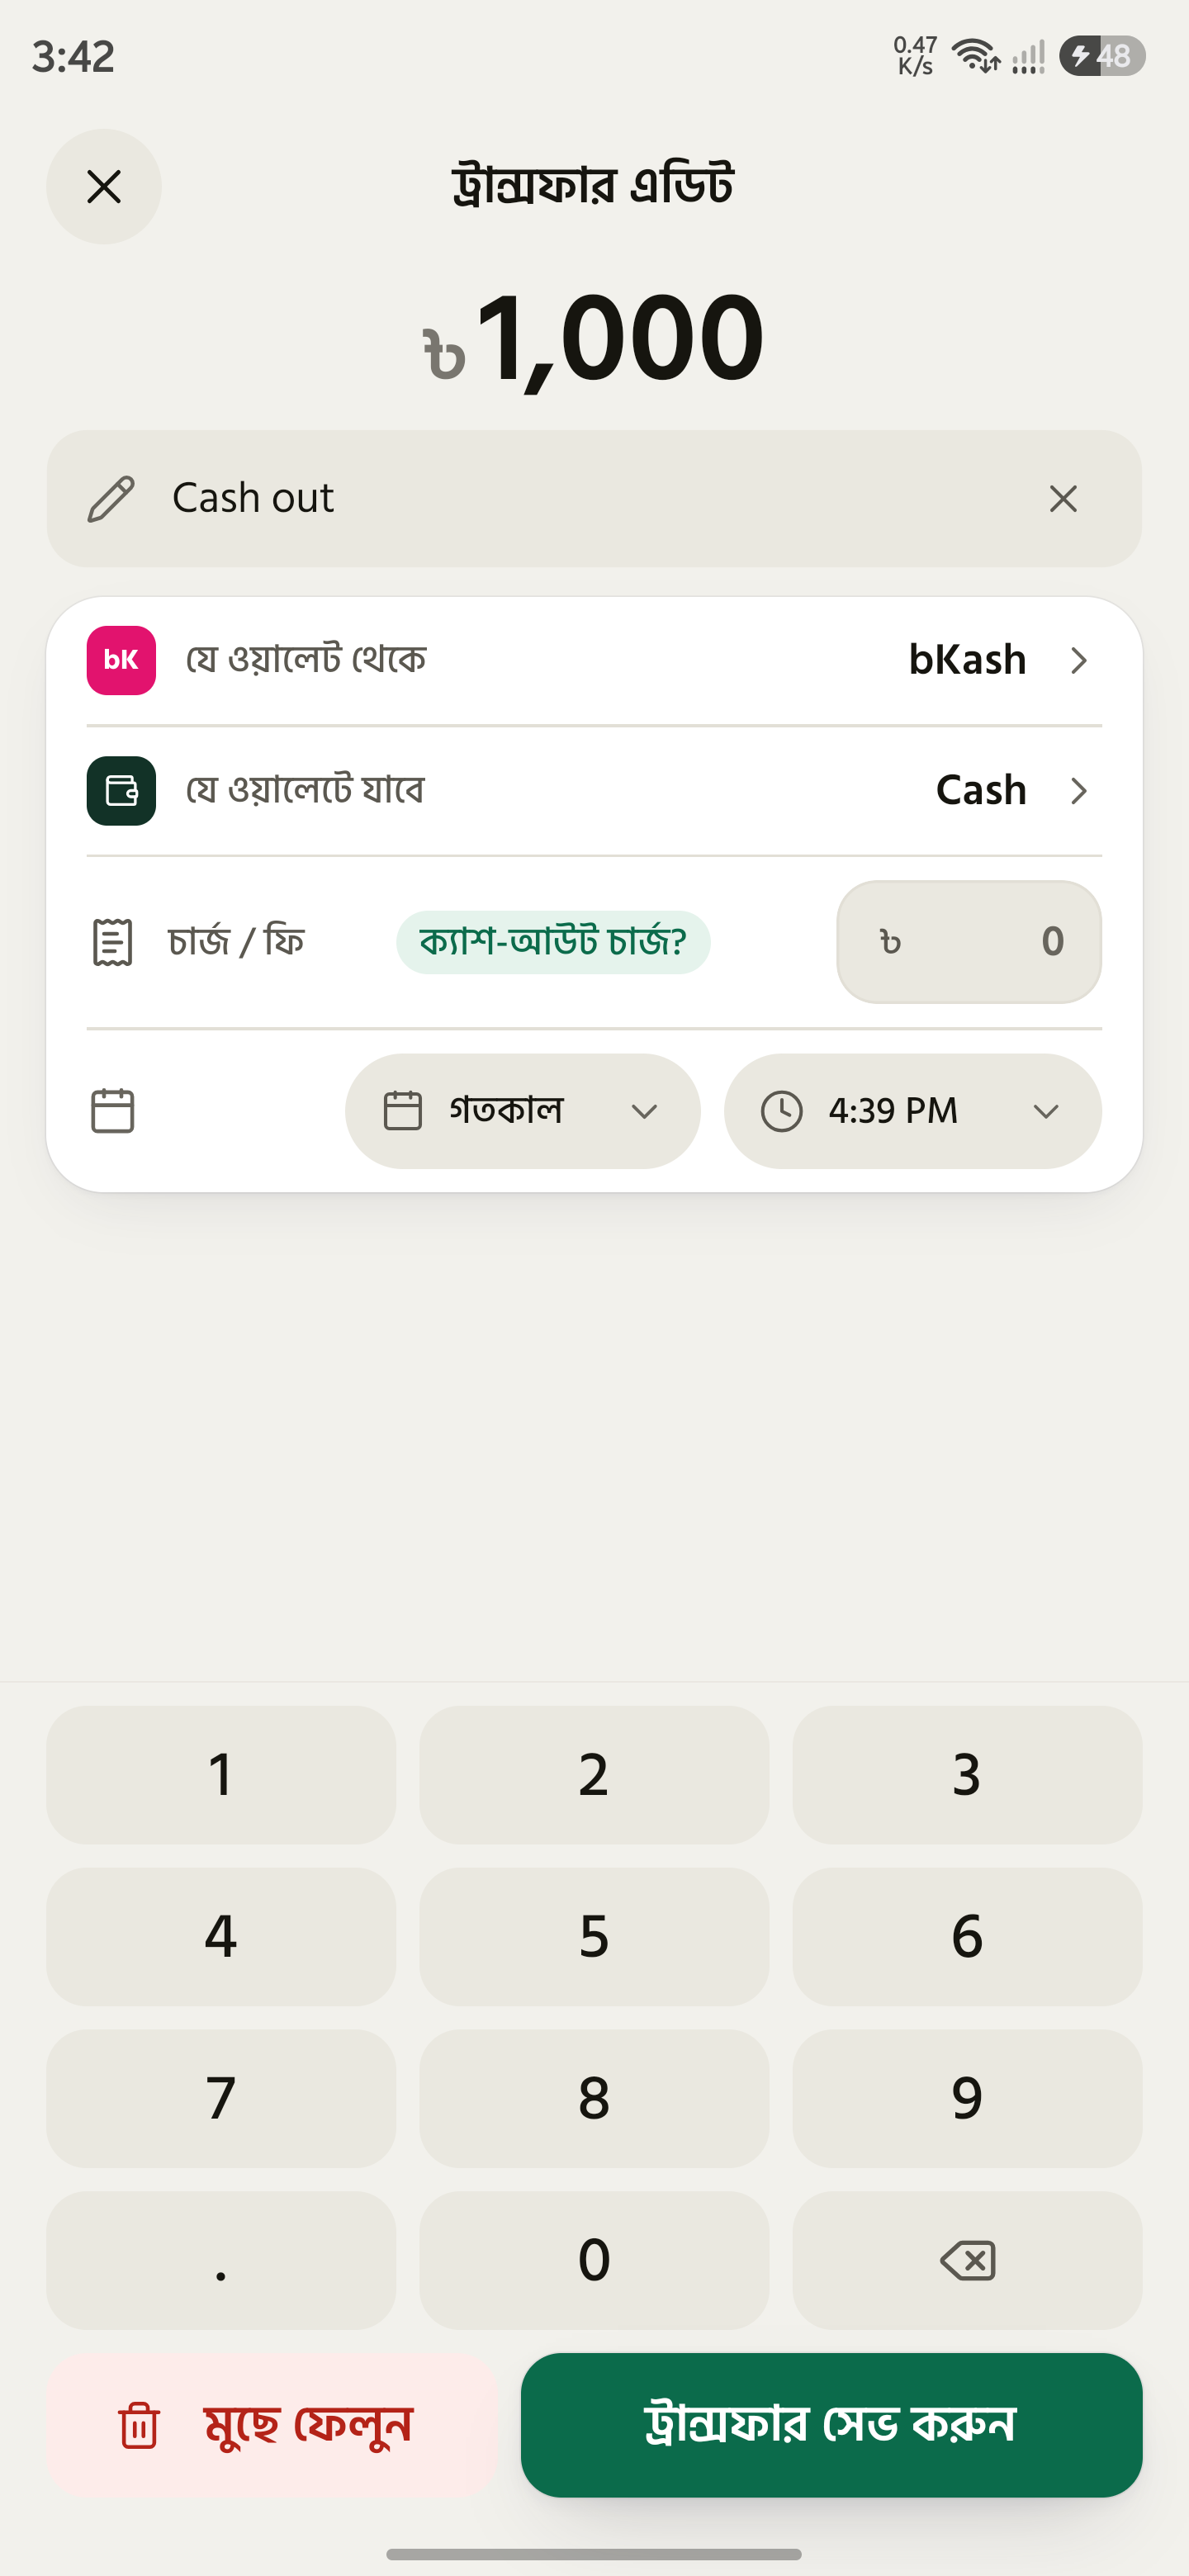 3:42
0.47 K/s
48
ট্রান্সফার এডিট
৳1,000
Cash out
bK যে ওয়ালেট থেকে bKash
যে ওয়ালেটে যাবে Cash
চার্জ / ফি ক্যাশ-আউট চার্জ? ৳ 0
গতকাল 4:39 PM
1 2 3
4 5 6
7 8 9
. 0
মুছে ফেলুন ট্রান্সফার সেভ করুন